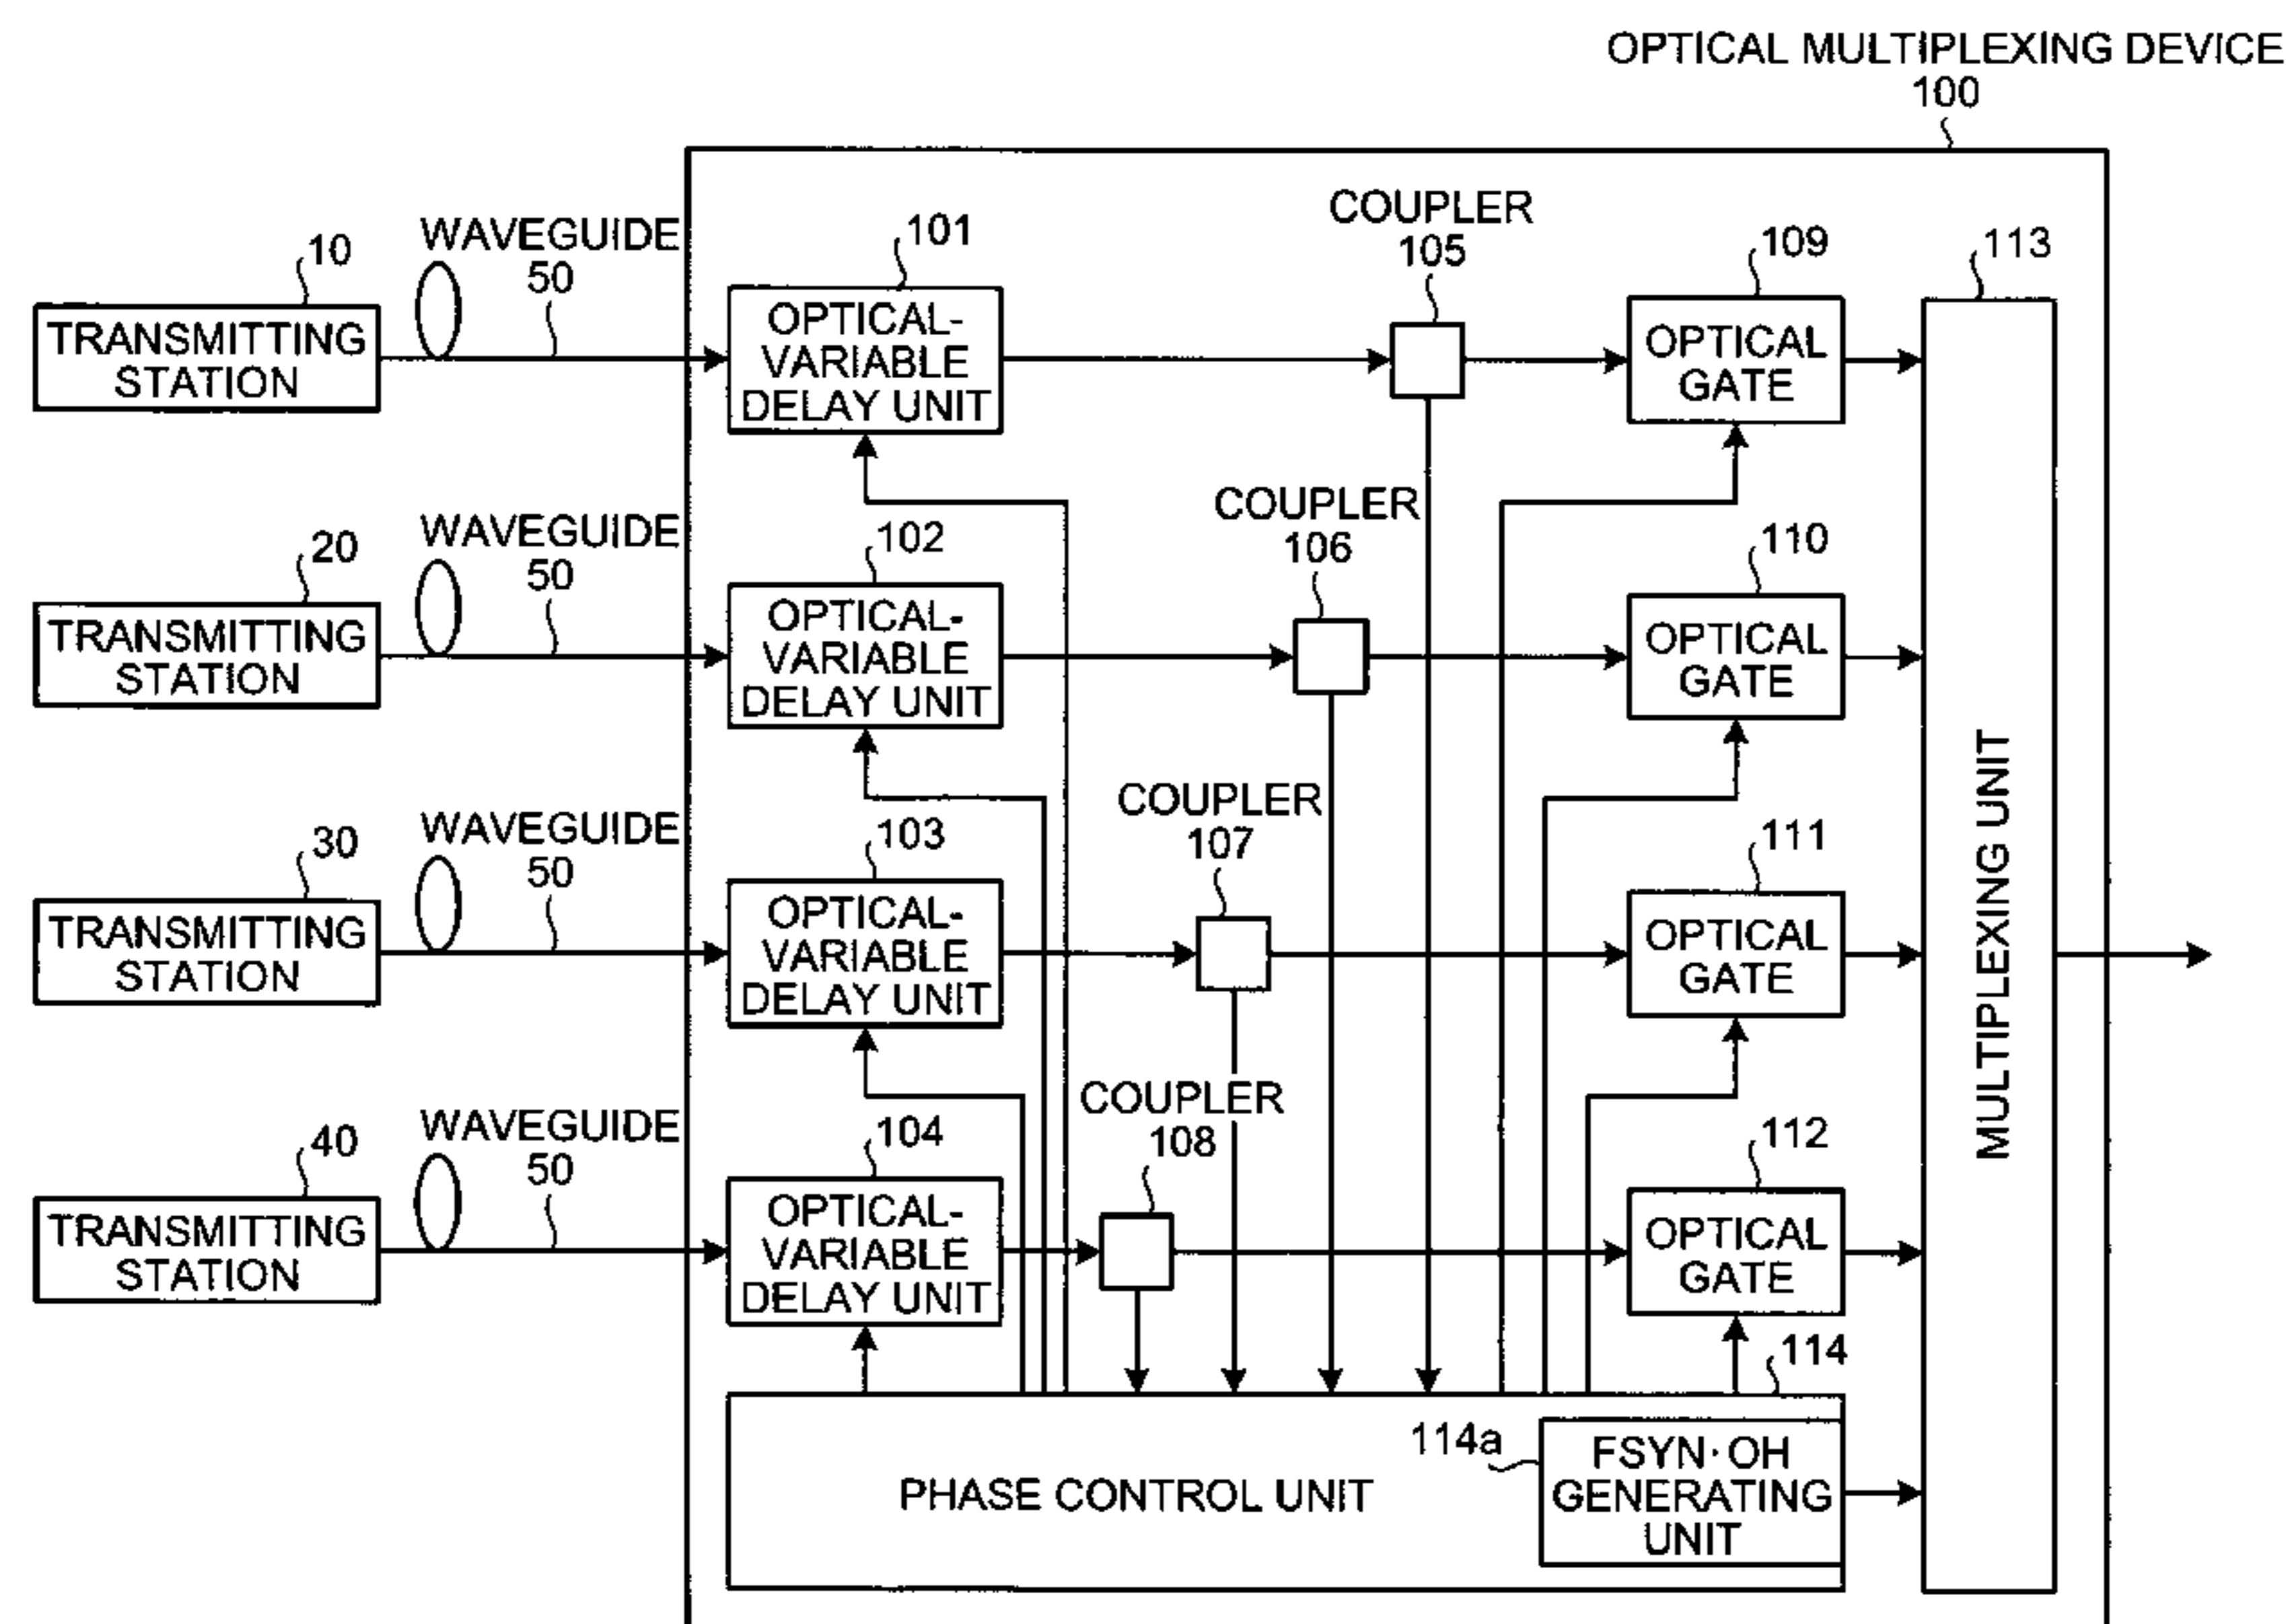 OPTICAL MULTIPLEXING DEVICE
100
COUPLER
105
WAVEGUIDE
50
10
101
109
113
TRANSMITTING
STATION
OPTICAL-
VARIABLE
DELAY UNIT
OPTICAL
GATE
COUPLER
106
WAVEGUIDE
50
20
102
110
TRANSMITTING
STATION
OPTICAL-
VARIABLE
DELAY UNIT
OPTICAL
GATE
MULTIPLEXING UNIT
COUPLER
107
WAVEGUIDE
50
30
103
111
TRANSMITTING
STATION
OPTICAL-
VARIABLE
DELAY UNIT
OPTICAL
GATE
COUPLER
108
WAVEGUIDE
50
40
104
112
TRANSMITTING
STATION
OPTICAL-
VARIABLE
DELAY UNIT
OPTICAL
GATE
114
114a
PHASE CONTROL UNIT
FSYN·OH
GENERATING
UNIT